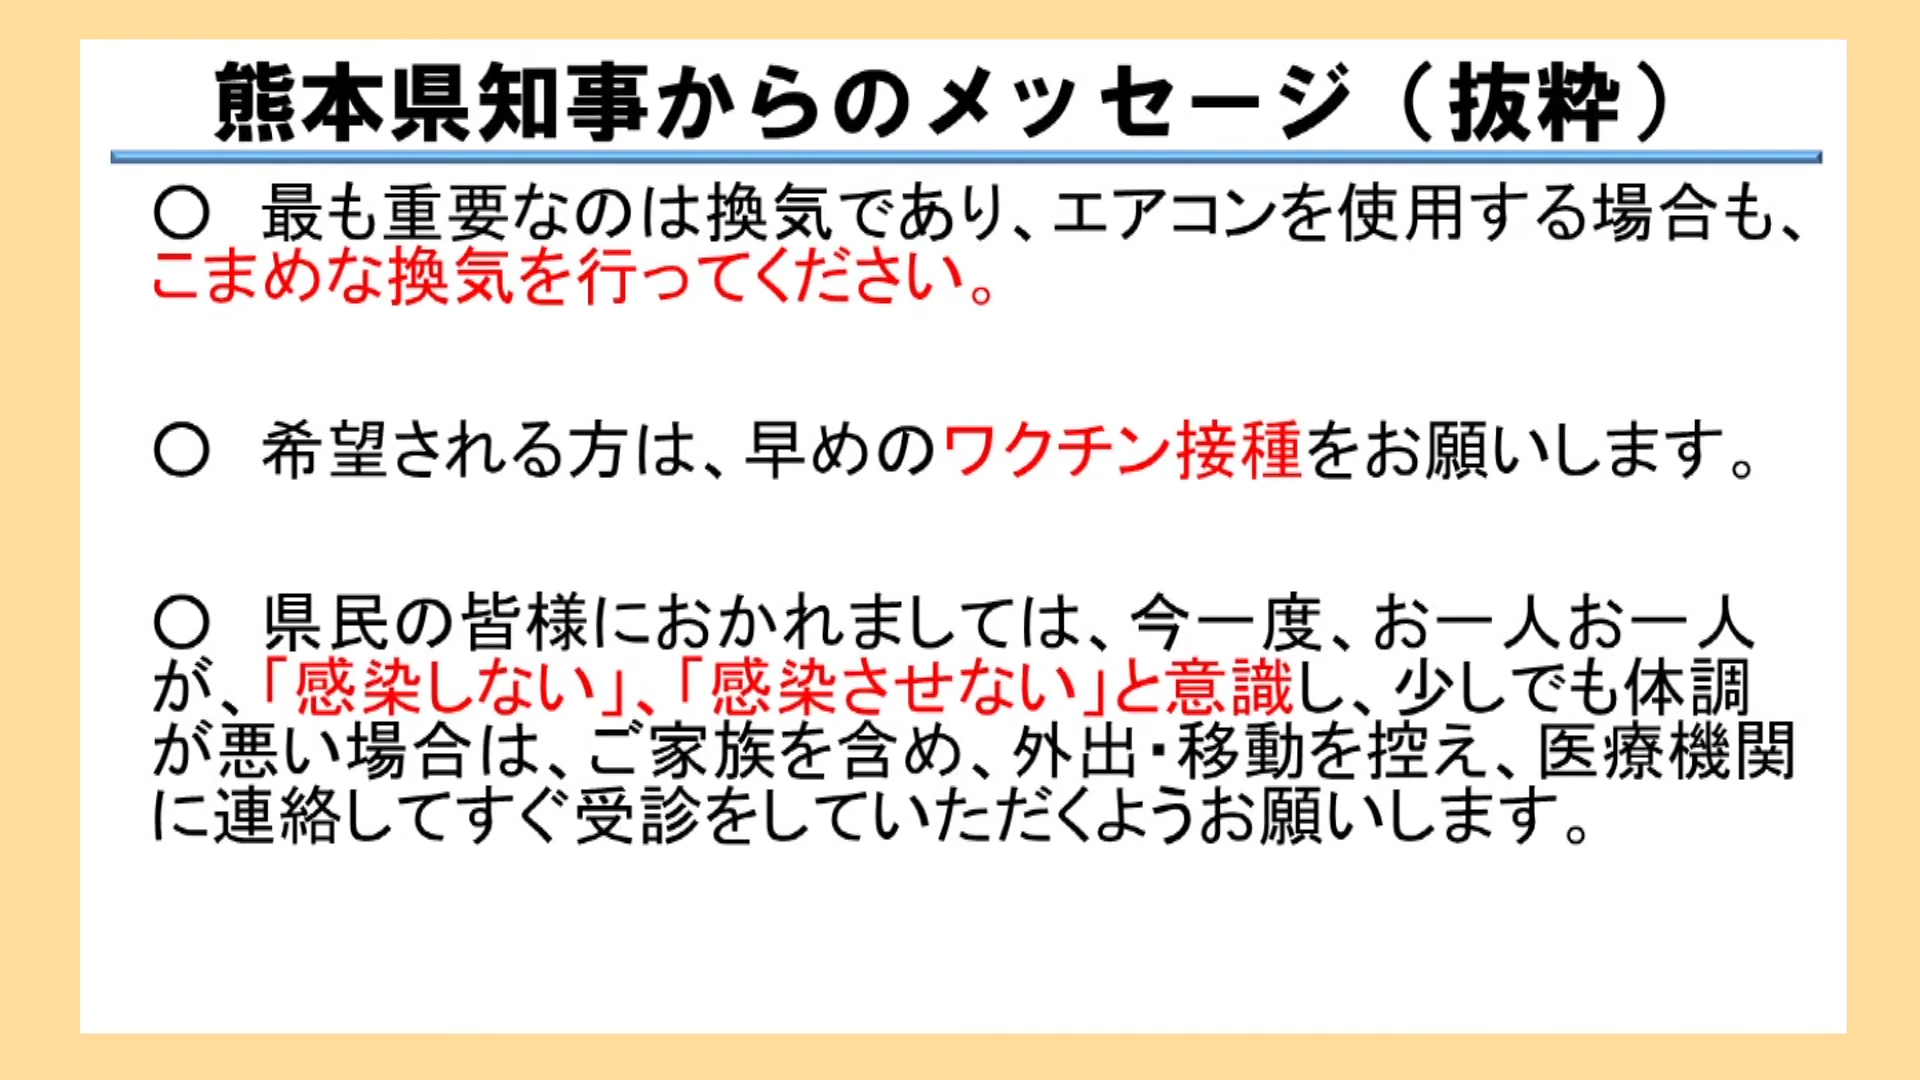 熊本県知事からのメッセージ（抜粋）
〇　最も重要なのは換気であり、エアコンを使用する場合も、
こまめな換気を行ってください。
〇　希望される方は、早めのワクチン接種をお願いします。
〇　県民の皆様におかれましては、今一度、お一人お一人
が、「感染しない」、「感染させない」と意識し、少しでも体調
が悪い場合は、ご家族を含め、外出・移動を控え、医療機関
に連絡してすぐ受診をしていただくようお願いします。